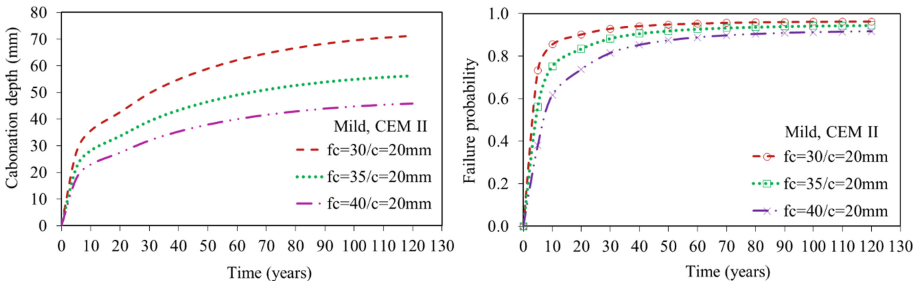 Cabonation depth (mm)
80
70
60
50
40
30
20
10
0
0 10 20 30 40 50 60 70 80 90 100 110 120 130
Time (years)
Mild, CEM II
fc=30/c=20mm
fc=35/c=20mm
fc=40/c=20mm
Failure probability
1.0
0.8
0.6
0.4
0.2
0.0
0 10 20 30 40 50 60 70 80 90 100 110 120 130
Time (years)
Mild, CEM II
fc=30/c=20mm
fc=35/c=20mm
fc=40/c=20mm